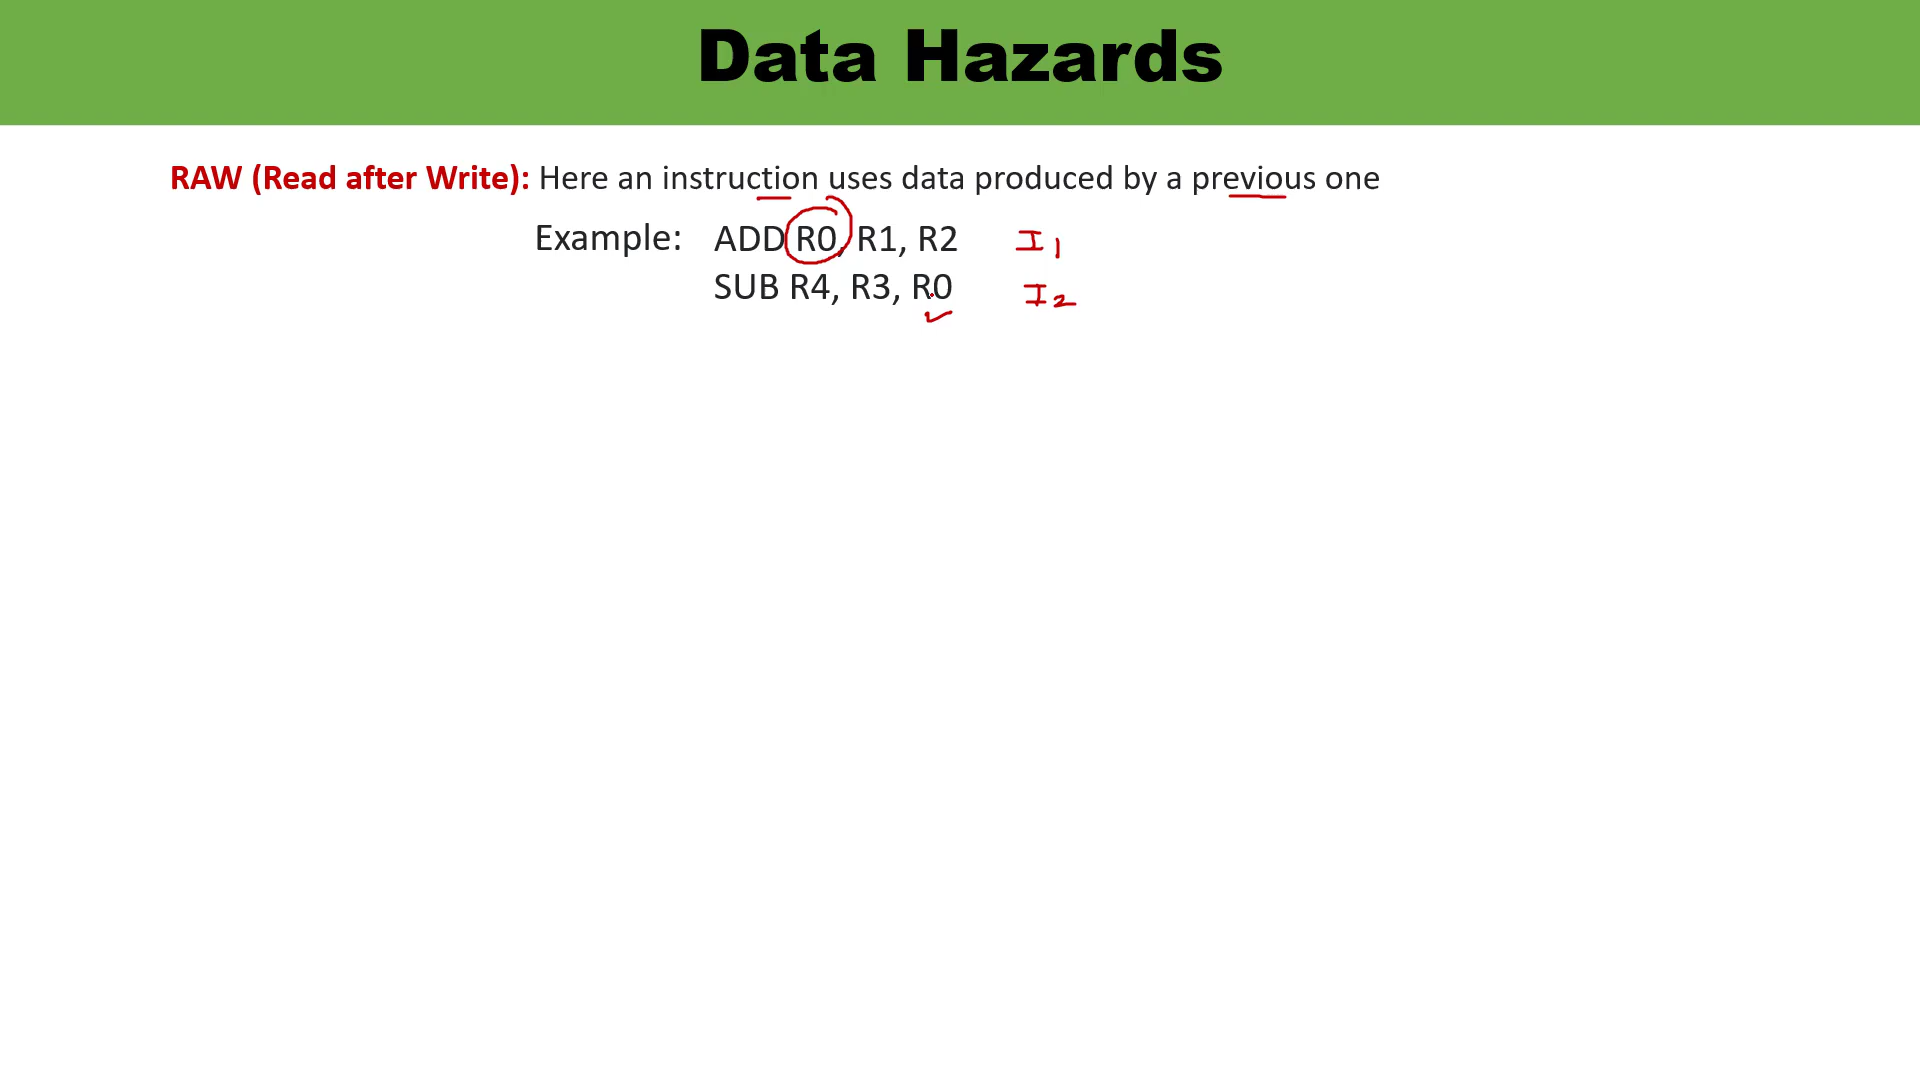 Data Hazards
RAW (Read after Write): Here an instruction uses data produced by a previous one
Example: ADD R0, R1, R2 I1
SUB R4, R3, R0 I2